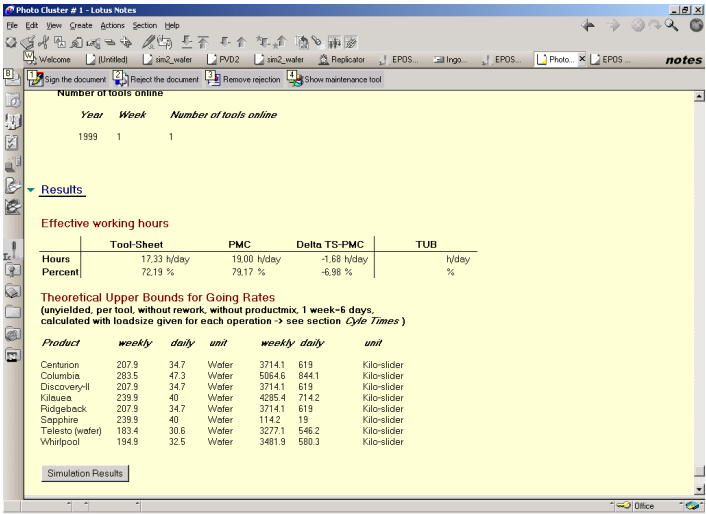 Photo Cluster # 1 - Lotus Notes
File Edit View Create Actions Section Help
Welcome (Untitled) sim2_wafer PVD2 sim2_wafer Replicator EPOS... Ingo... EPOS... Photo... EPOS ... notes
1 Sign the document 2 Reject the document 3 Remove rejection 4 Show maintenance tool
Number of tools online
Year Week Number of tools online
1999 1 1
Results
Effective working hours
Tool-Sheet PMC Delta TS-PMC TUB
Hours 17,33 h/day 19,00 h/day -1,68 h/day h/day
Percent 72,19 % 79,17 % -6,98 % %
Theoretical Upper Bounds for Going Rates
(unyielded, per tool, without rework, without productmix, 1 week=6 days,
calculated with loadsize given for each operation -> see section Cyle Times )
Product weekly daily unit weekly daily unit
Centurion 207.9 34.7 Wafer 3714.1 619 Kilo-slider
Columbia 283.5 47.3 Wafer 5064.6 844.1 Kilo-slider
Discovery-II 207.9 34.7 Wafer 3714.1 619 Kilo-slider
Kilauea 239.9 40 Wafer 4285.4 714.2 Kilo-slider
Ridgeback 207.9 34.7 Wafer 3714.1 619 Kilo-slider
Sapphire 239.9 40 Wafer 114.2 19 Kilo-slider
Telesto (wafer) 183.4 30.6 Wafer 3277.1 546.2 Kilo-slider
Whirlpool 194.9 32.5 Wafer 3481.9 580.3 Kilo-slider
Simulation Results
Office